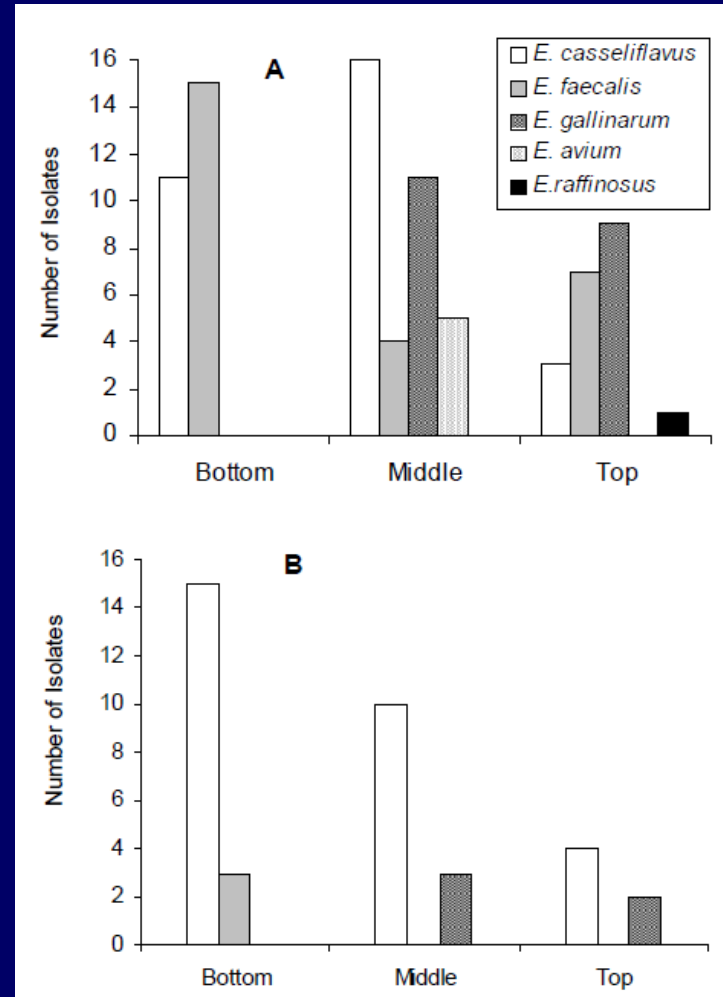 A
E. casseliflavus
E. faecalis
E. gallinarum
E. avium
E.raffinosus
Number of Isolates
16
14
12
10
8
6
4
2
0
Bottom Middle Top
B
Number of Isolates
16
14
12
10
8
6
4
2
0
Bottom Middle Top